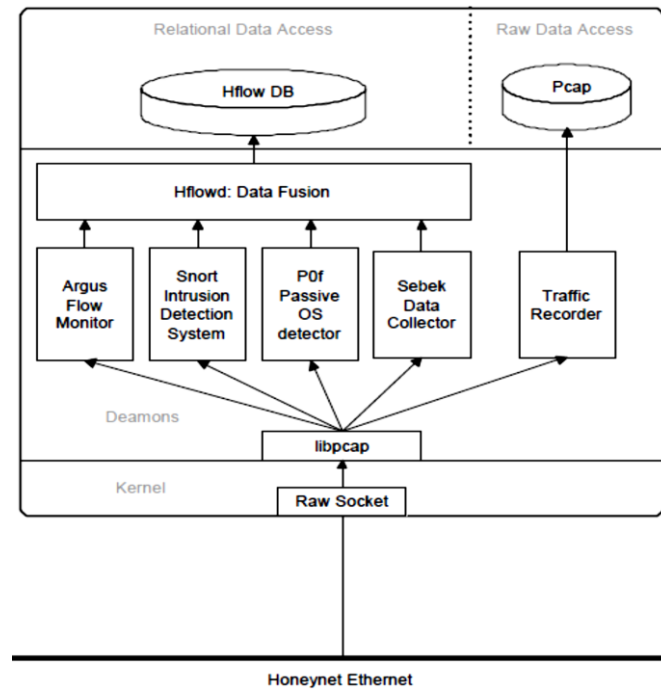 Relational Data Access
Raw Data Access
Hflow DB
Pcap
Hflowd: Data Fusion
Argus
Flow
Monitor
Snort
Intrusion
Detection
System
P0f
Passive
OS
detector
Sebek
Data
Collector
Traffic
Recorder
Deamons
libpcap
Kernel
Raw Socket
Honeynet Ethernet